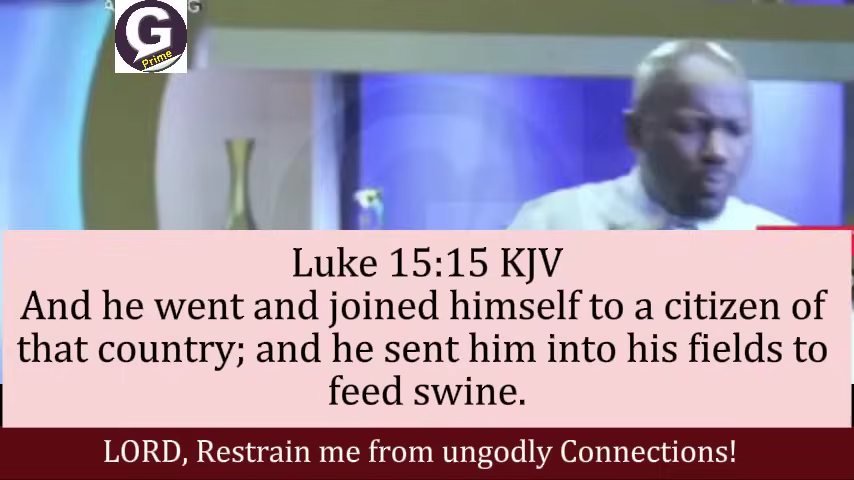 G
Prime
Luke 15:15 KJV
And he went and joined himself to a citizen of
that country; and he sent him into his fields to
feed swine.
LORD, Restrain me from ungodly Connections!